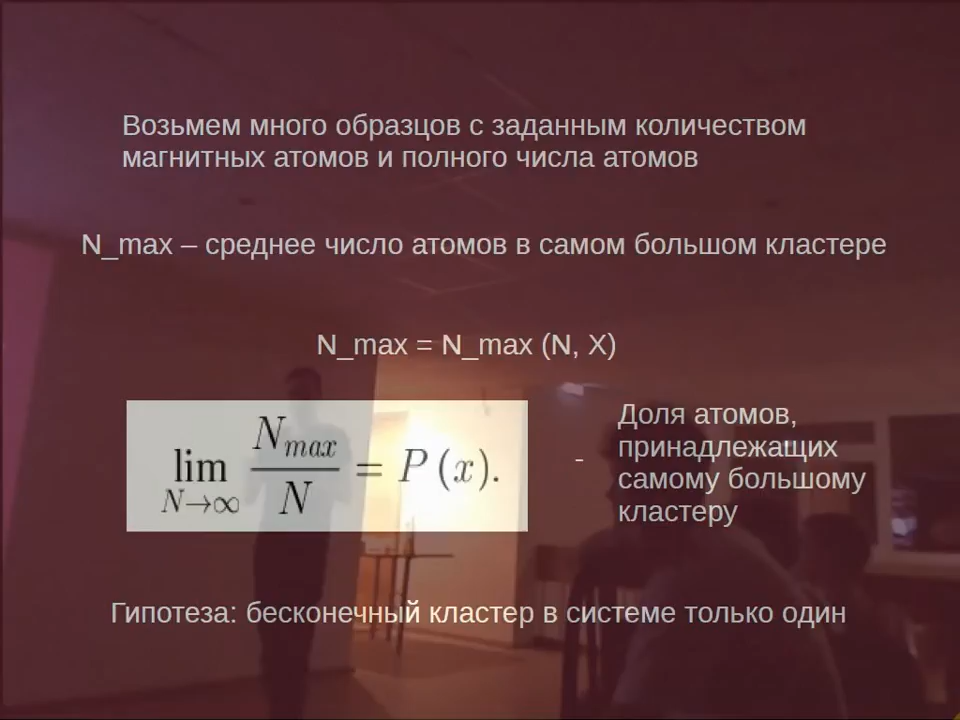 Возьмем много образцов с заданным количеством
магнитных атомов и полного числа атомов
N_max – среднее число атомов в самом большом кластере
N_max = N_max (N, X)
lim N→∞ N_max / N = P (x).
- Доля атомов,
принадлежащих
самому большому
кластеру
Гипотеза: бесконечный кластер в системе только один